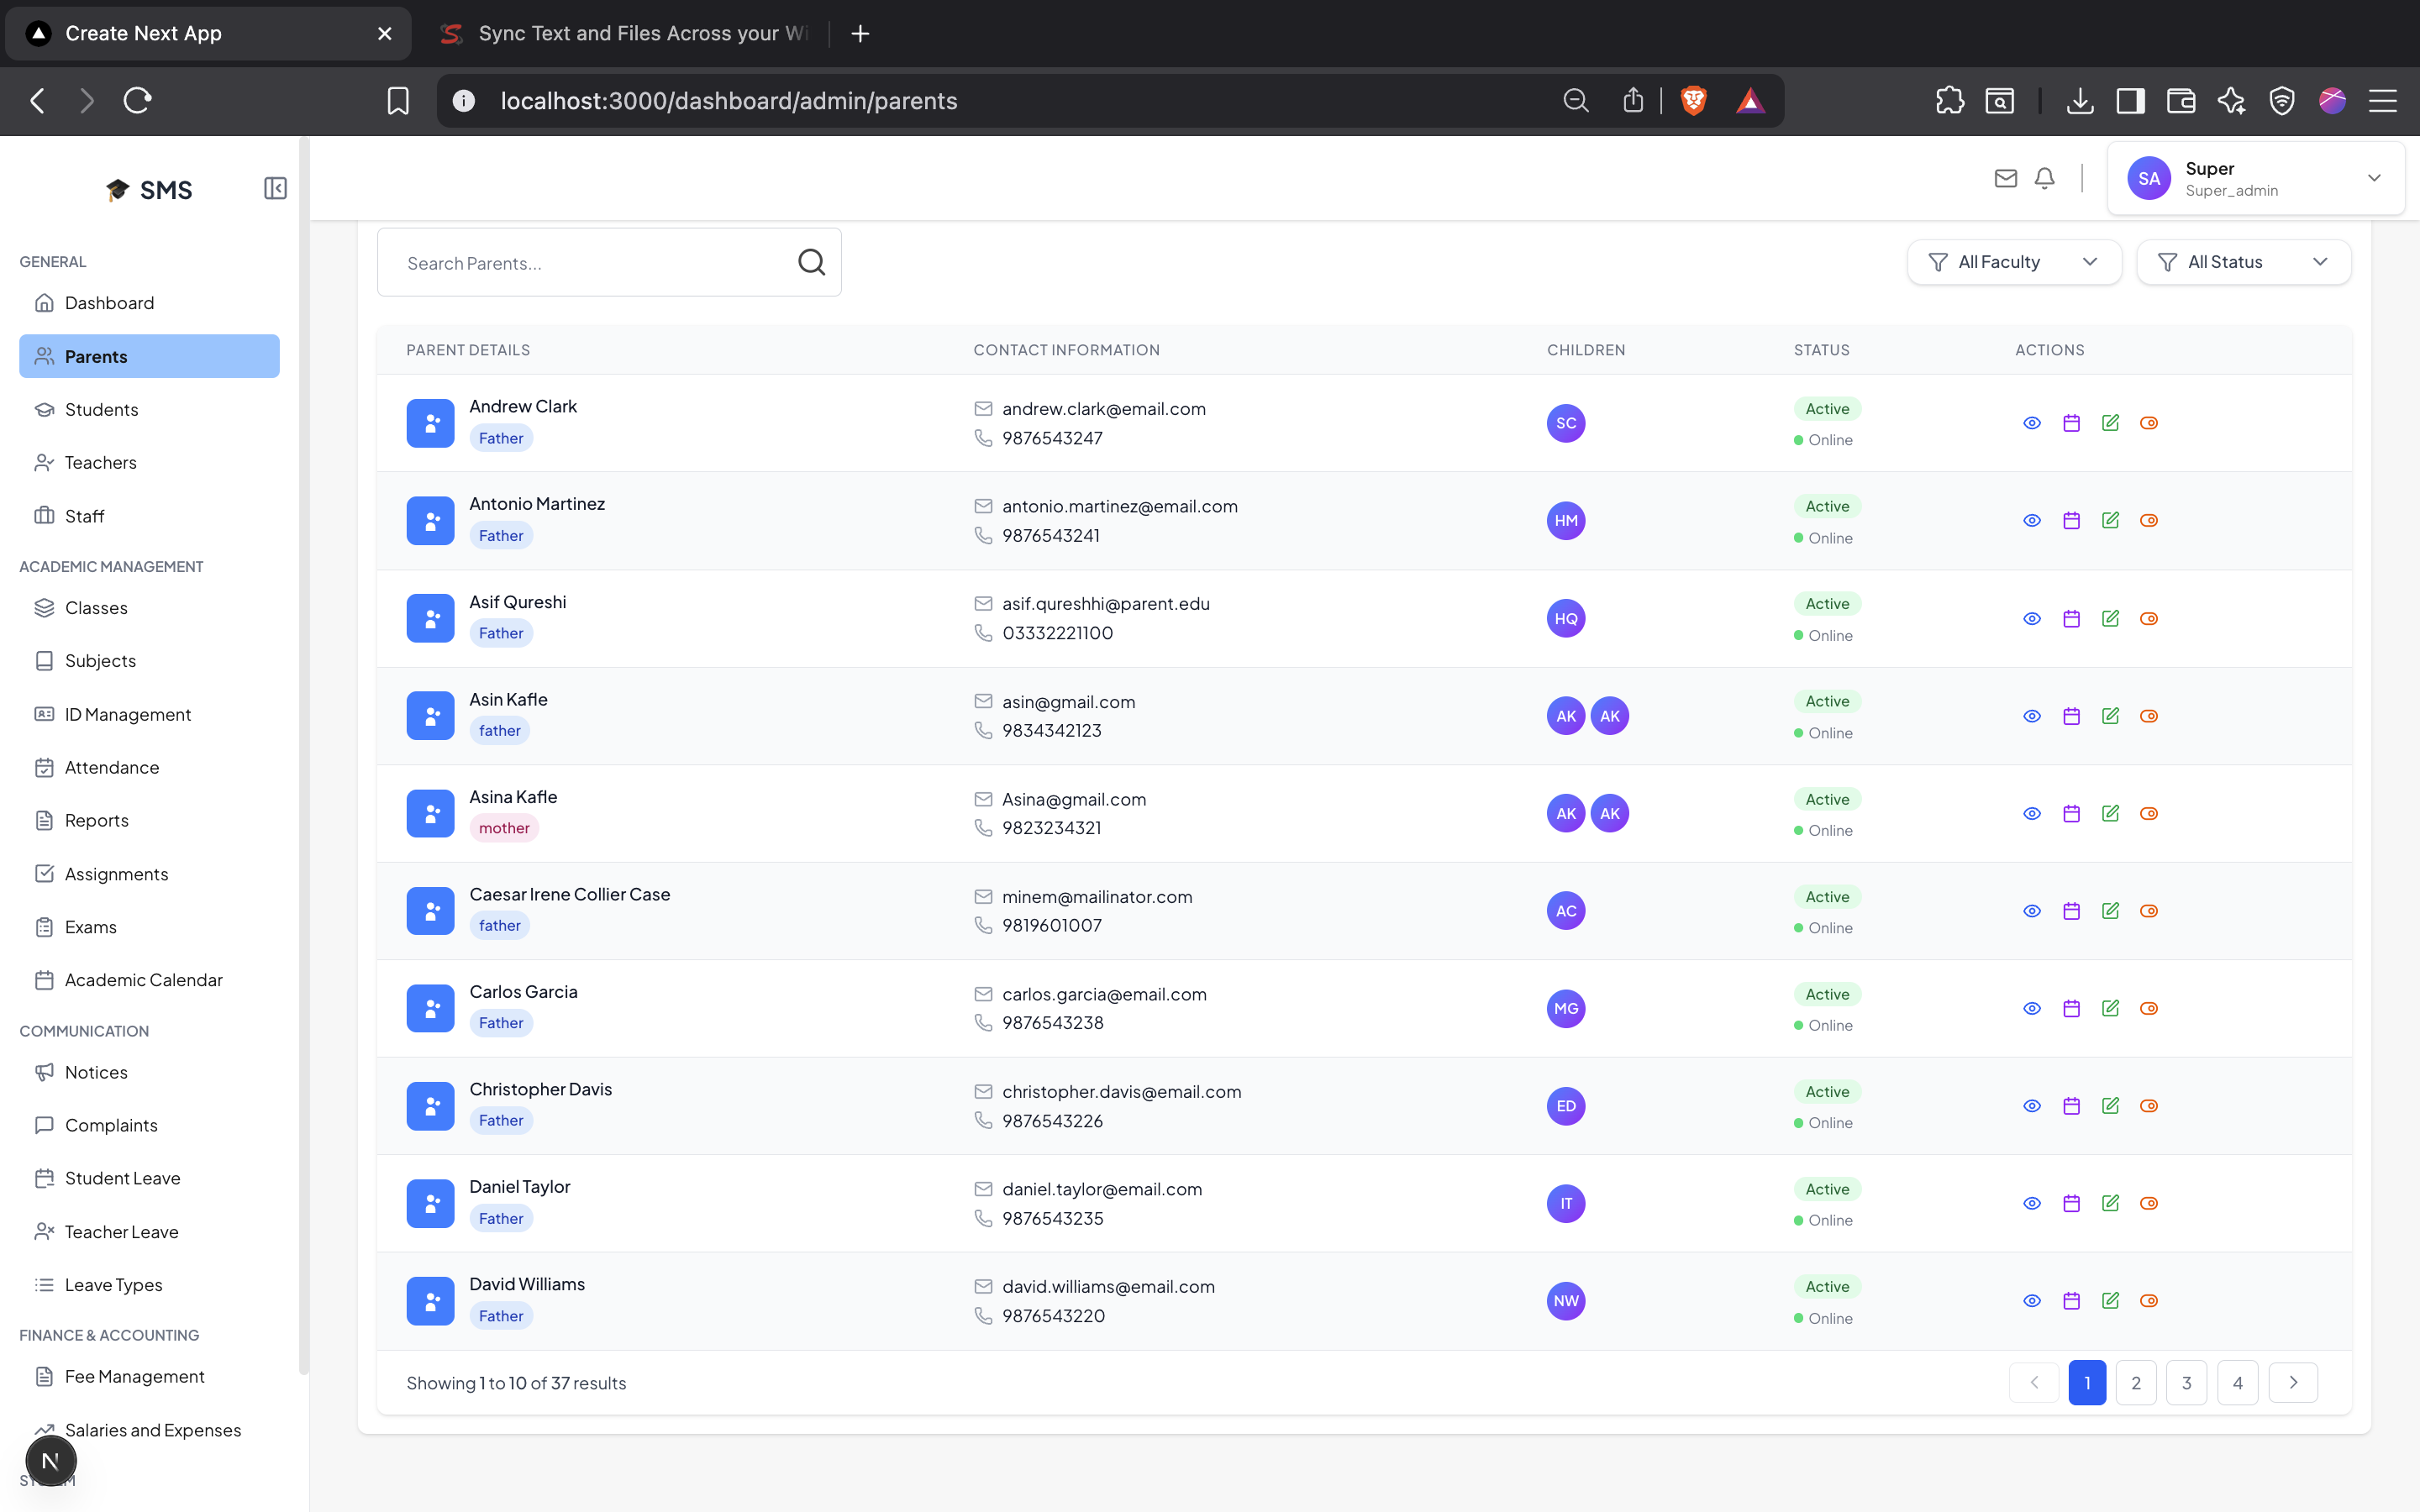 Create Next App
Sync Text and Files Across your Wi
localhost:3000/dashboard/admin/parents
SMS
SA
Super
Super_admin
GENERAL
Dashboard
Parents
Students
Teachers
Staff
ACADEMIC MANAGEMENT
Classes
Subjects
ID Management
Attendance
Reports
Assignments
Exams
Academic Calendar
COMMUNICATION
Notices
Complaints
Student Leave
Teacher Leave
Leave Types
FINANCE & ACCOUNTING
Fee Management
Salaries and Expenses
N
Search Parents...
All Faculty
All Status
PARENT DETAILS CONTACT INFORMATION CHILDREN STATUS ACTIONS
Andrew Clark
Father
andrew.clark@email.com
9876543247
SC
Active
Online
Antonio Martinez
Father
antonio.martinez@email.com
9876543241
HM
Active
Online
Asif Qureshi
Father
asif.qureshhi@parent.edu
03332221100
HQ
Active
Online
Asin Kafle
father
asin@gmail.com
9834342123
AK AK
Active
Online
Asina Kafle
mother
Asina@gmail.com
9823234321
AK AK
Active
Online
Caesar Irene Collier Case
father
minem@mailinator.com
9819601007
AC
Active
Online
Carlos Garcia
Father
carlos.garcia@email.com
9876543238
MG
Active
Online
Christopher Davis
Father
christopher.davis@email.com
9876543226
ED
Active
Online
Daniel Taylor
Father
daniel.taylor@email.com
9876543235
IT
Active
Online
David Williams
Father
david.williams@email.com
9876543220
NW
Active
Online
Showing 1 to 10 of 37 results
1 2 3 4